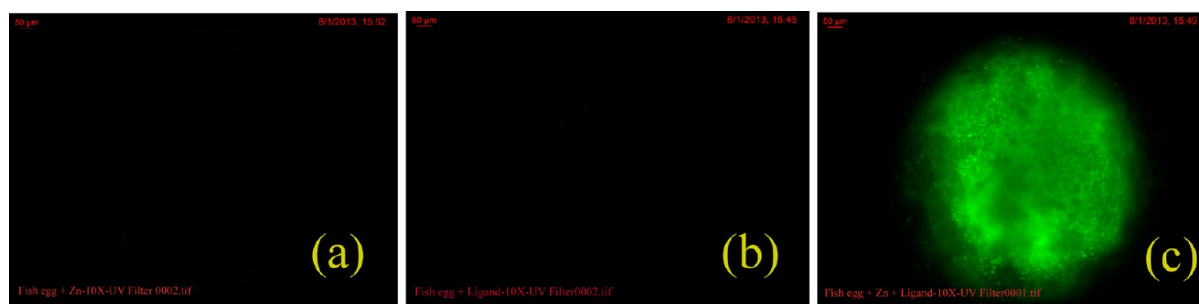 50 µm
8/1/2013, 15:52
(a)
Fish egg + Zn-10X-UV Filter 0002.tif
50 µm
8/1/2013, 15:45
(b)
Fish egg + Ligand-10X-UV Filter0002.tif
50 µm
8/1/2013, 15:49
(c)
Fish egg + Zn + Ligand-10X-UV Filter0001.tif